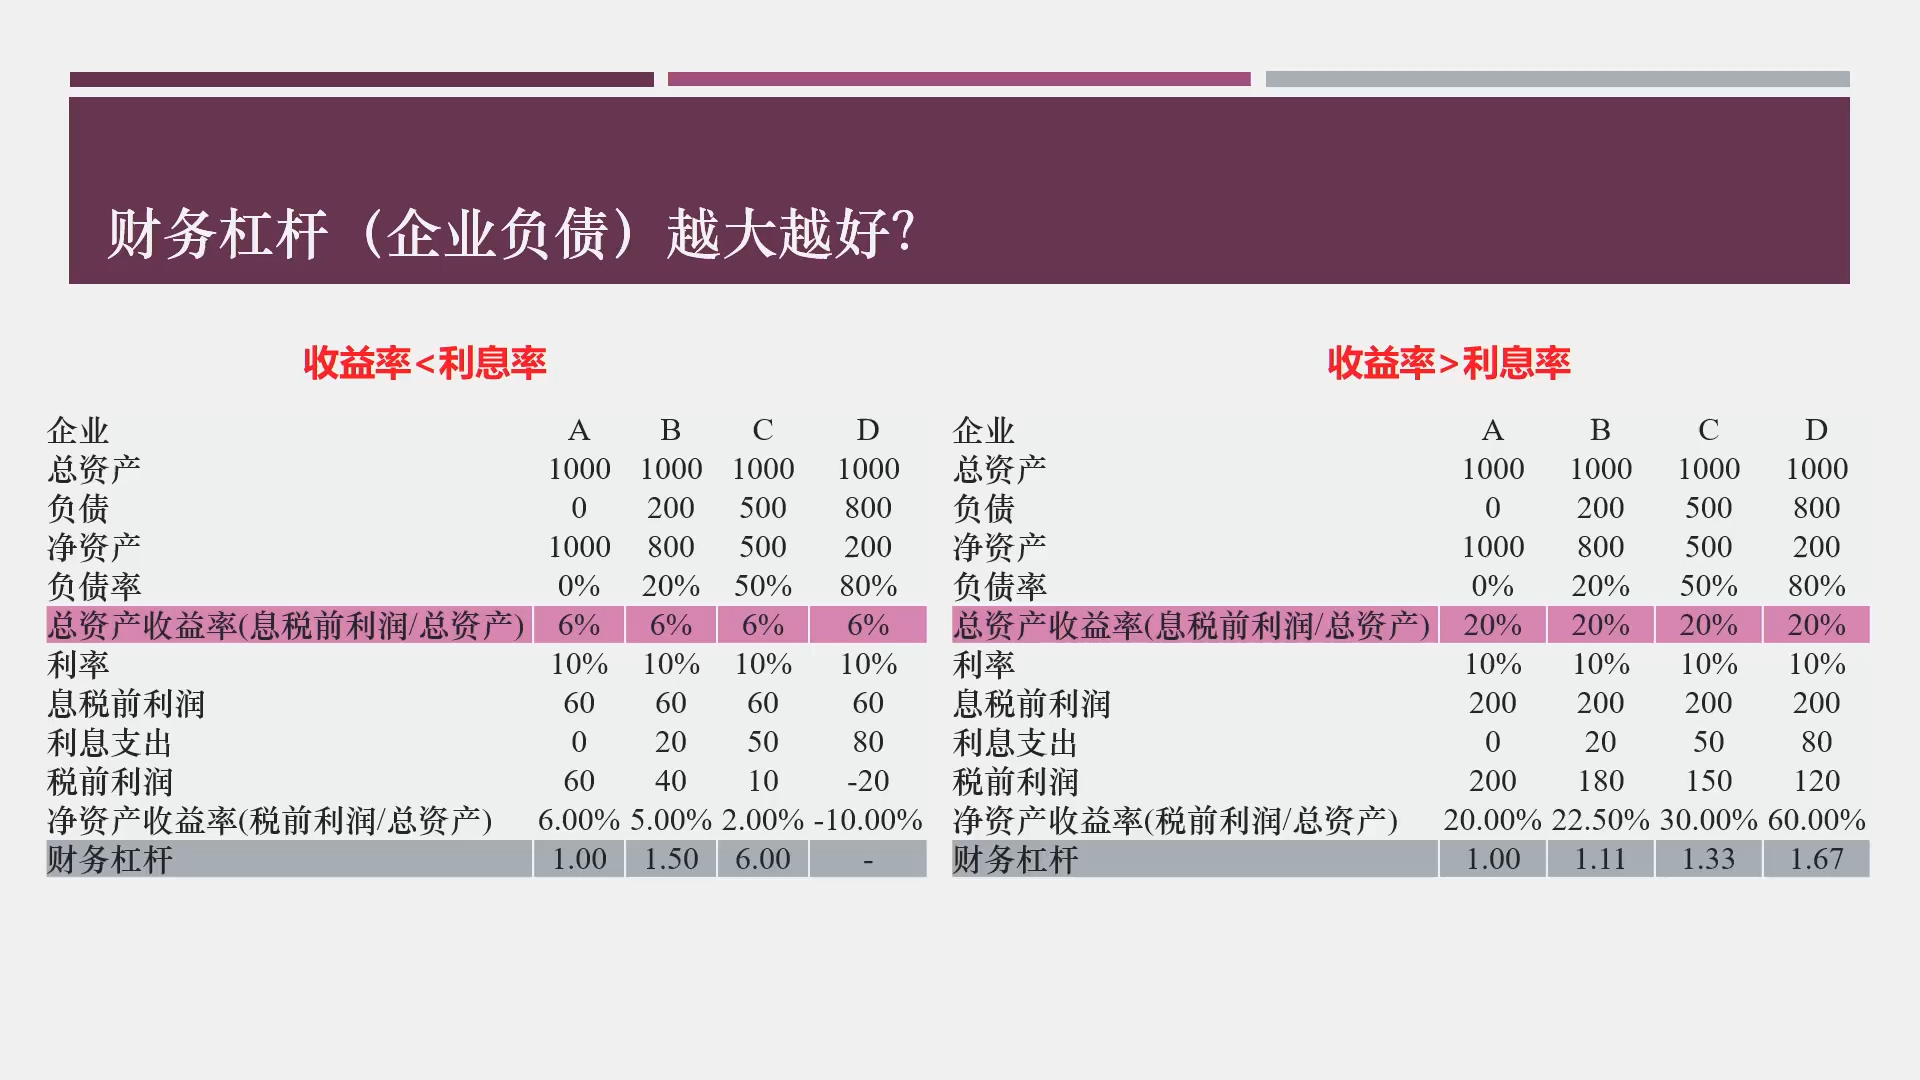 财务杠杆（企业负债）越大越好？
收益率<利息率
企业 A B C D
总资产 1000 1000 1000 1000
负债 0 200 500 800
净资产 1000 800 500 200
负债率 0% 20% 50% 80%
总资产收益率(息税前利润/总资产) 6% 6% 6% 6%
利率 10% 10% 10% 10%
息税前利润 60 60 60 60
利息支出 0 20 50 80
税前利润 60 40 10 -20
净资产收益率(税前利润/总资产) 6.00% 5.00% 2.00% -10.00%
财务杠杆 1.00 1.50 6.00 -
收益率>利息率
企业 A B C D
总资产 1000 1000 1000 1000
负债 0 200 500 800
净资产 1000 800 500 200
负债率 0% 20% 50% 80%
总资产收益率(息税前利润/总资产) 20% 20% 20% 20%
利率 10% 10% 10% 10%
息税前利润 200 200 200 200
利息支出 0 20 50 80
税前利润 200 180 150 120
净资产收益率(税前利润/总资产) 20.00% 22.50% 30.00% 60.00%
财务杠杆 1.00 1.11 1.33 1.67